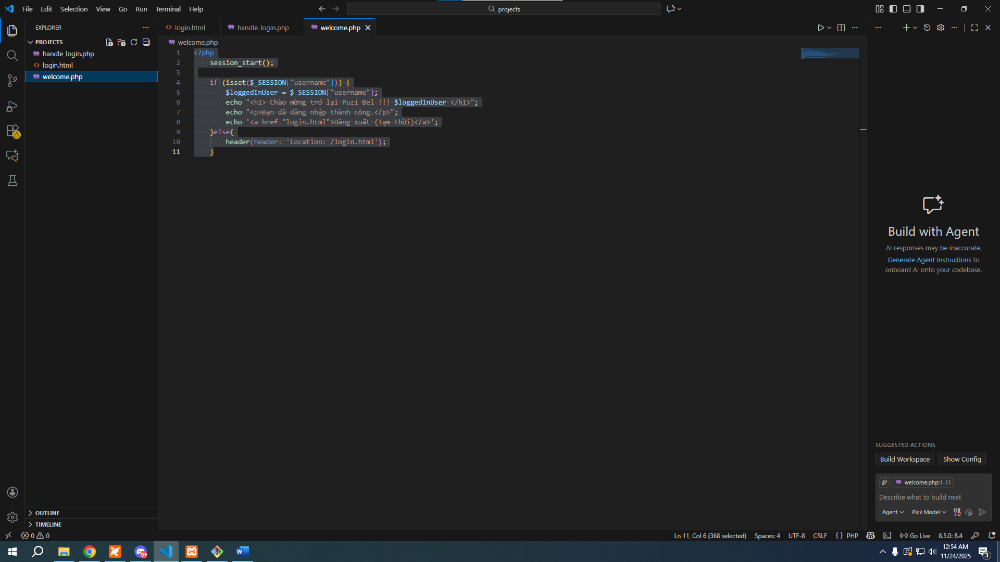 File Edit Selection View Go Run Terminal Help
projects
EXPLORER
PROJECTS
handle_login.php
login.html
welcome.php
OUTLINE
TIMELINE
login.html
handle_login.php
welcome.php
welcome.php
1 <?php
2 session_start();
3
4 if (isset($_SESSION["username"])) {
5 $loggedInUser = $_SESSION["username"];
6 echo "<h1> Chào mừng trở lại Puzi Bel !!! $loggedInUser </h1>";
7 echo "<p>Bạn đã đăng nhập thành công.</p>";
8 echo '<a href="login.html">Đăng xuất (Tạm thời)</a>';
9 }else{
10 header(header: 'Location: /login.html');
11 }
Build with Agent
AI responses may be inaccurate.
Generate Agent Instructions to
onboard AI onto your codebase.
SUGGESTED ACTIONS
Build Workspace
Show Config
welcome.php:1-11
Describe what to build next
Agent
Pick Model
0 0
Ln 11, Col 6 (368 selected)
Spaces: 4
UTF-8
CRLF
{ } PHP
Go Live
8.5.0: 8.4
9+
12:54 AM
11/24/2025
3